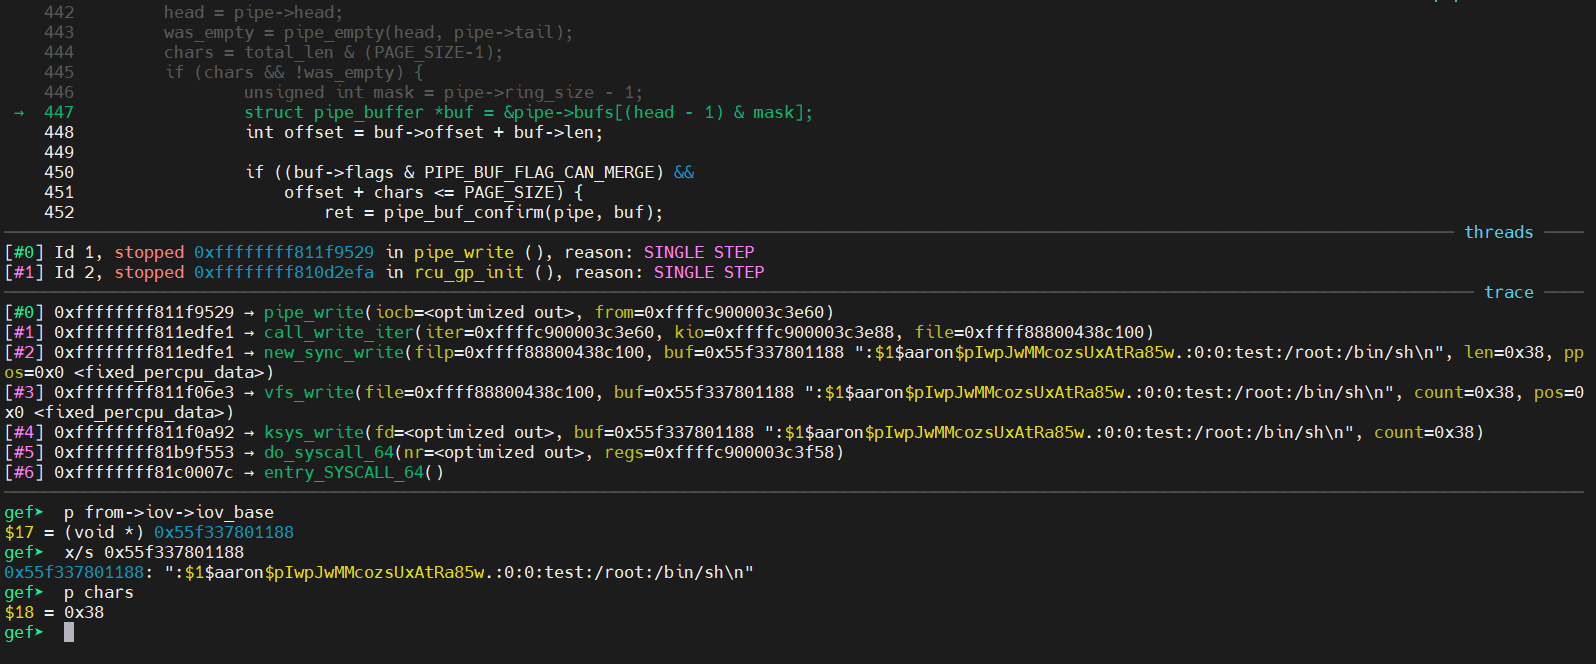 442         head = pipe->head;
443         was_empty = pipe_empty(head, pipe->tail);
444         chars = total_len & (PAGE_SIZE-1);
445         if (chars && !was_empty) {
446                 unsigned int mask = pipe->ring_size - 1;
→  447                 struct pipe_buffer *buf = &pipe->bufs[(head - 1) & mask];
448                 int offset = buf->offset + buf->len;
449
450                 if ((buf->flags & PIPE_BUF_FLAG_CAN_MERGE) &&
451                     offset + chars <= PAGE_SIZE) {
452                         ret = pipe_buf_confirm(pipe, buf);
threads
[#0] Id 1, stopped 0xffffffff811f9529 in pipe_write (), reason: SINGLE STEP
[#1] Id 2, stopped 0xffffffff810d2efa in rcu_gp_init (), reason: SINGLE STEP
trace
[#0] 0xffffffff811f9529 → pipe_write(iocb=<optimized out>, from=0xffffc900003c3e60)
[#1] 0xffffffff811edfe1 → call_write_iter(iter=0xffffc900003c3e60, kio=0xffffc900003c3e88, file=0xffff88800438c100)
[#2] 0xffffffff811edfe1 → new_sync_write(filp=0xffff88800438c100, buf=0x55f337801188 ":$1$aaron$pIwpJwMMcozsUxAtRa85w.:0:0:test:/root:/bin/sh\n", len=0x38, pp
os=0x0 <fixed_percpu_data>)
[#3] 0xffffffff811f06e3 → vfs_write(file=0xffff88800438c100, buf=0x55f337801188 ":$1$aaron$pIwpJwMMcozsUxAtRa85w.:0:0:test:/root:/bin/sh\n", count=0x38, pos=0
x0 <fixed_percpu_data>)
[#4] 0xffffffff811f0a92 → ksys_write(fd=<optimized out>, buf=0x55f337801188 ":$1$aaron$pIwpJwMMcozsUxAtRa85w.:0:0:test:/root:/bin/sh\n", count=0x38)
[#5] 0xffffffff81b9f553 → do_syscall_64(nr=<optimized out>, regs=0xffffc900003c3f58)
[#6] 0xffffffff81c0007c → entry_SYSCALL_64()
gef➤  p from->iov->iov_base
$17 = (void *) 0x55f337801188
gef➤  x/s 0x55f337801188
0x55f337801188: ":$1$aaron$pIwpJwMMcozsUxAtRa85w.:0:0:test:/root:/bin/sh\n"
gef➤  p chars
$18 = 0x38
gef➤